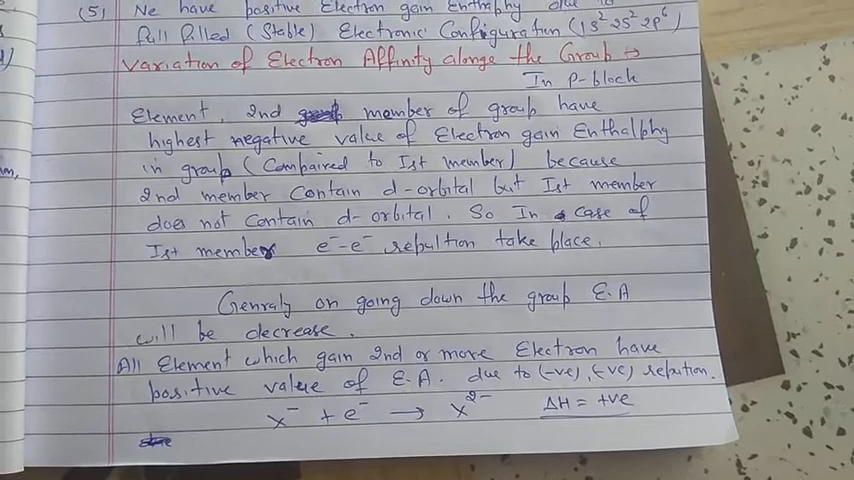 (5) Ne have positive Electron gain Enthalphy due to
full filled (Stable) Electronic Configuration (1s² 2s² 2p⁶)
Variation of Electron Affinity alonge the Group →
In P-block
Element, 2nd member of group have
highest negative value of Electron gain Enthalphy
in group (Compaired to Ist member) because
2nd member Contain d-orbital but Ist member
does not Contain d-orbital. So In case of
Ist member e⁻-e⁻ repultion take place.
Genraly on going down the group E.A
will be decrease.
All Element which gain 2nd or more Electron have
positive value of E.A. due to (-ve), (-ve) repution.
x⁻ + e⁻ → x²⁻ ΔH = +ve